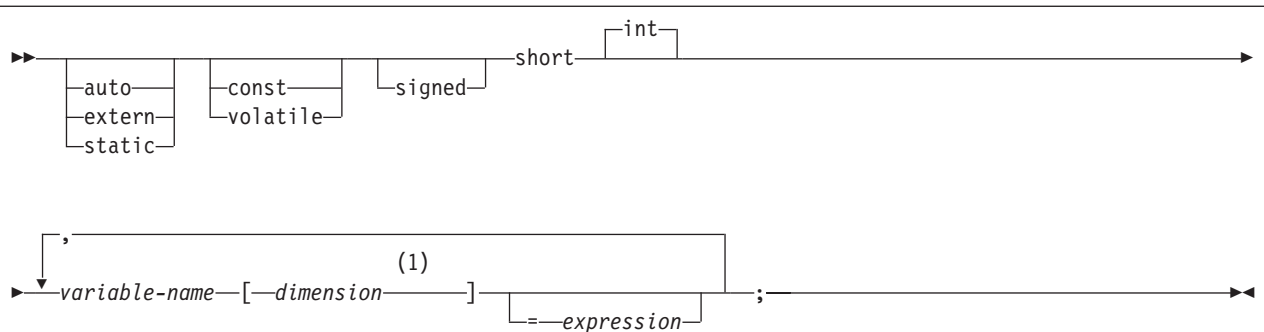 int
short
auto const signed
extern volatile
static
,
(1)
variable-name [ dimension ] ;
= expression